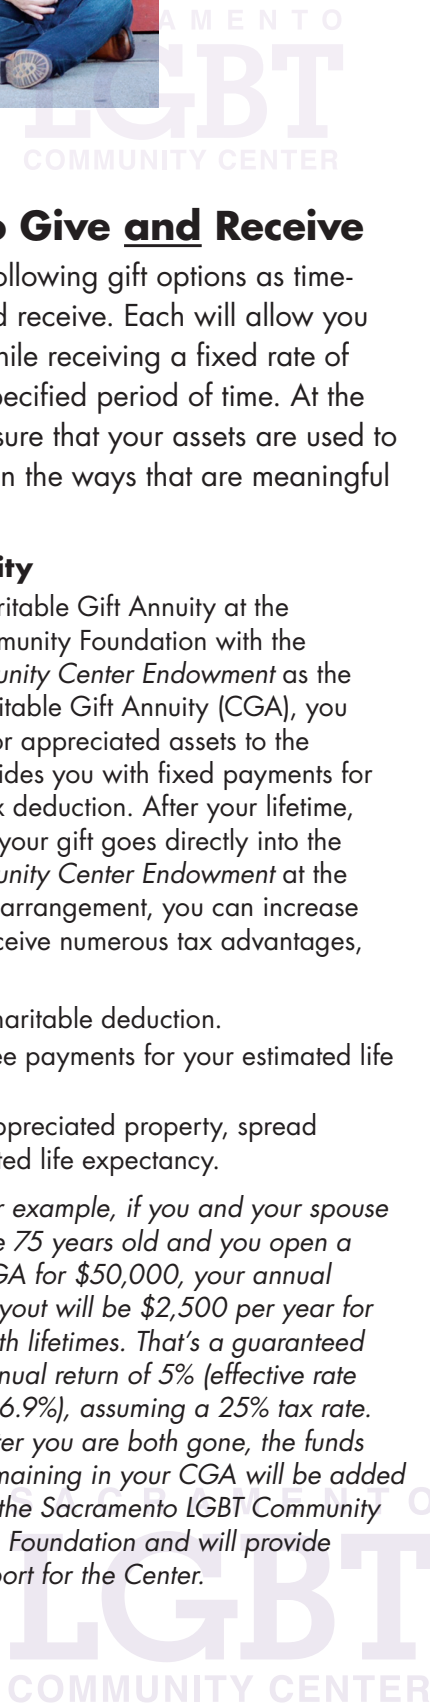 AMENTO
LGBT
COMMUNITY CENTER
Give and Receive
ollowing gift options as time-
d receive. Each will allow you
hile receiving a fixed rate of
pecified period of time. At the
sure that your assets are used to
n the ways that are meaningful
ity
ritable Gift Annuity at the
munity Foundation with the
unity Center Endowment as the
itable Gift Annuity (CGA), you
or appreciated assets to the
ides you with fixed payments for
x deduction. After your lifetime,
your gift goes directly into the
unity Center Endowment at the
arrangement, you can increase
ceive numerous tax advantages,
haritable deduction.
ee payments for your estimated life
ppreciated property, spread
ted life expectancy.
r example, if you and your spouse
e 75 years old and you open a
GA for $50,000, your annual
yout will be $2,500 per year for
th lifetimes. That’s a guaranteed
nual return of 5% (effective rate
6.9%), assuming a 25% tax rate.
ter you are both gone, the funds
maining in your CGA will be added
the Sacramento LGBT Community
Foundation and will provide
port for the Center.
SACRAMENTO
LGBT
COMMUNITY CENTER